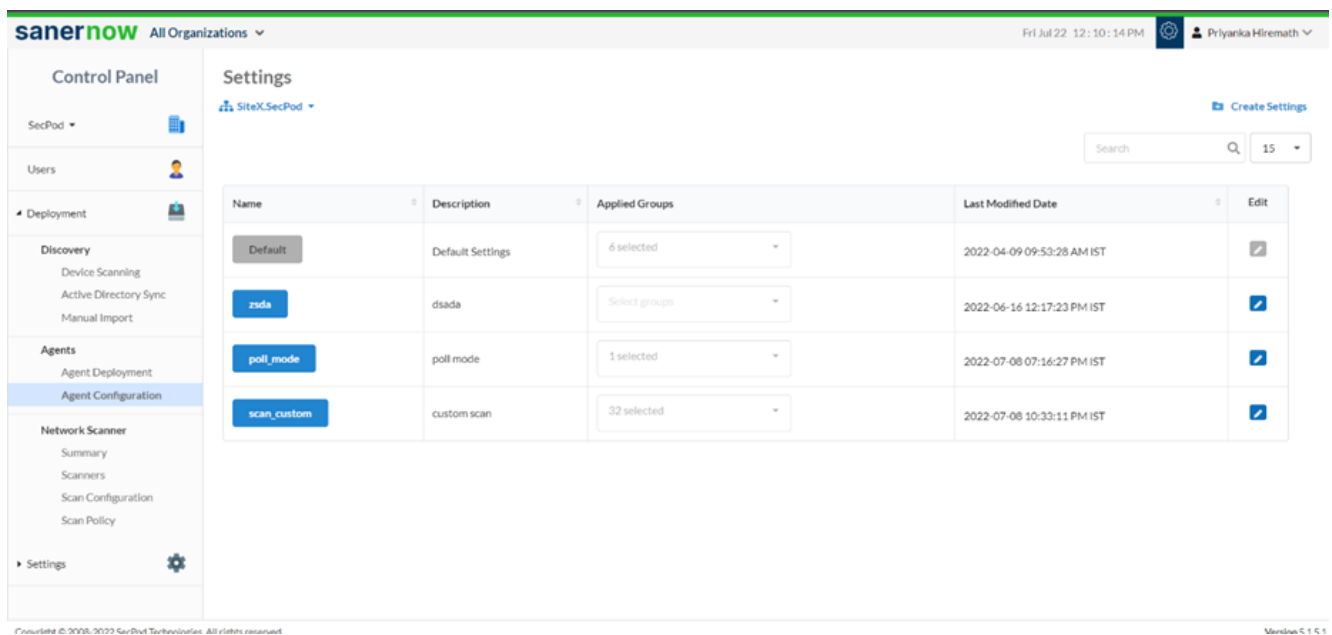 sanernow All Organizations
Fri Jul 22 12:10:14 PM
Priyanka Hiremath
Control Panel
SecPod
Users
Deployment
Discovery
Device Scanning
Active Directory Sync
Manual Import
Agents
Agent Deployment
Agent Configuration
Network Scanner
Summary
Scanners
Scan Configuration
Scan Policy
Settings
Settings
SiteX.SecPod
Create Settings
Search
15
Name Description Applied Groups Last Modified Date Edit
Default Default Settings 6 selected 2022-04-09 09:53:28 AM IST
zsda dsada Select groups 2022-06-16 12:17:23 PM IST
poll_mode poll mode 1 selected 2022-07-08 07:16:27 PM IST
scan_custom custom scan 32 selected 2022-07-08 10:33:11 PM IST
Copyright © 2008-2022 SecPod Technologies. All rights reserved.
Version 5.1.5.1